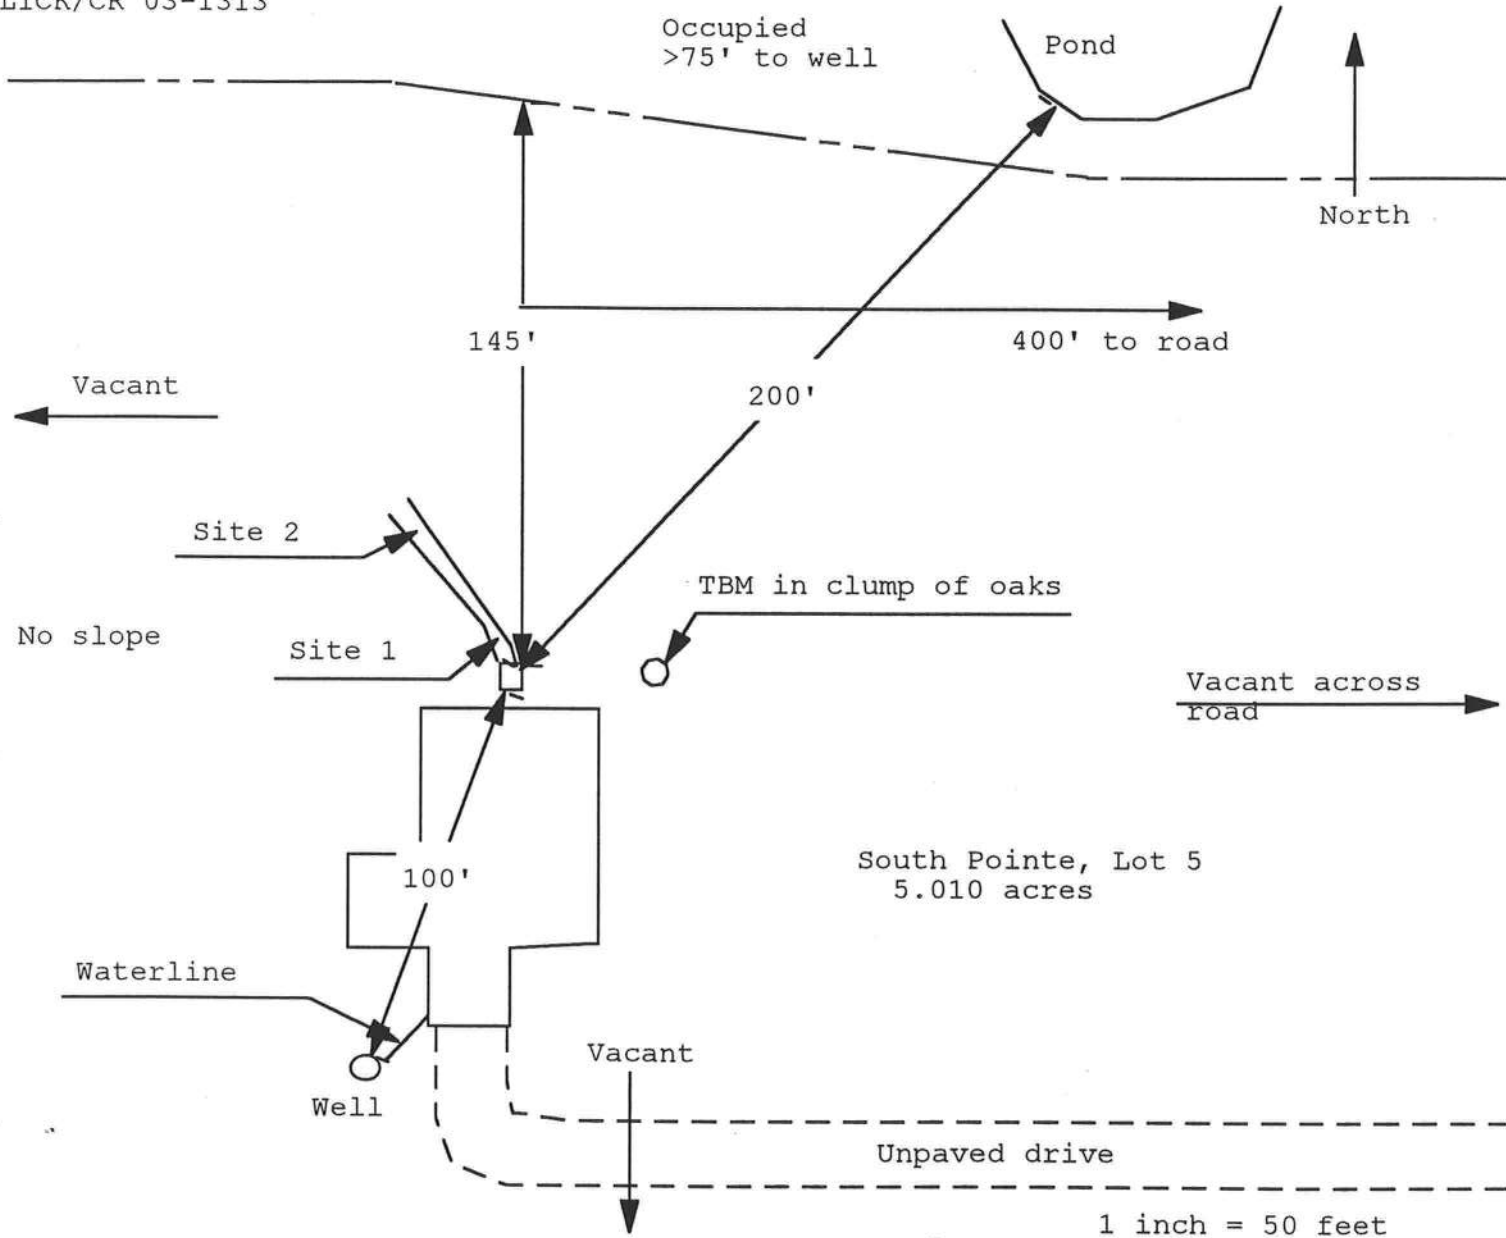 Occupied
>75' to well
Pond
North
145'
400' to road
Vacant
200'
Site 2
TBM in clump of oaks
No slope
Site 1
Vacant across
road
South Pointe, Lot 5
5.010 acres
100'
Waterline
Vacant
Well
Unpaved drive
1 inch = 50 feet